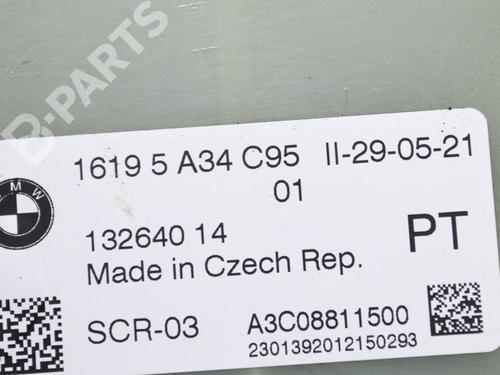 B-PARTS
1619 5 A34 C95 II-29-05-21
01
BMW
132640 14
PT
Made in Czech Rep.
SCR-03 A3C08811500
2301392012150293